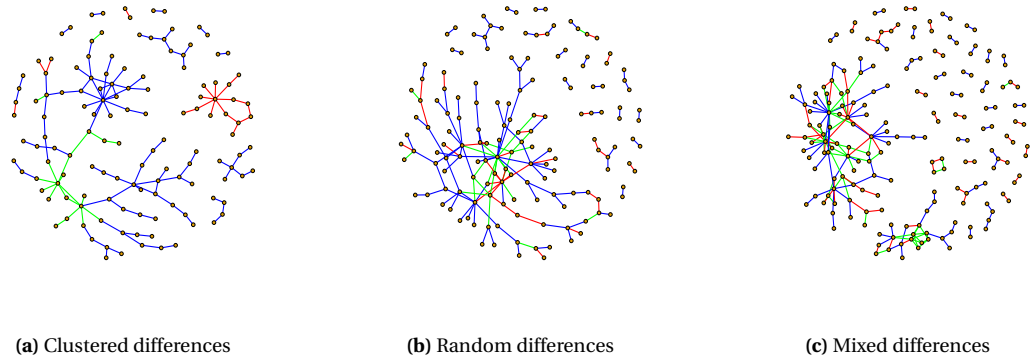 (a) Clustered differences
(b) Random differences
(c) Mixed differences